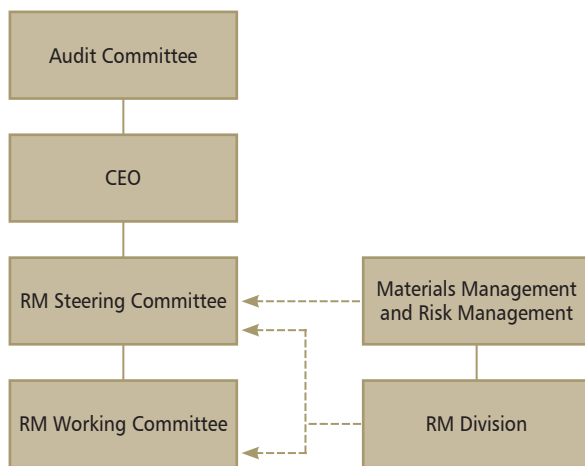 Audit Committee
CEO
RM Steering Committee
Materials Management
and Risk Management
RM Working Committee
RM Division